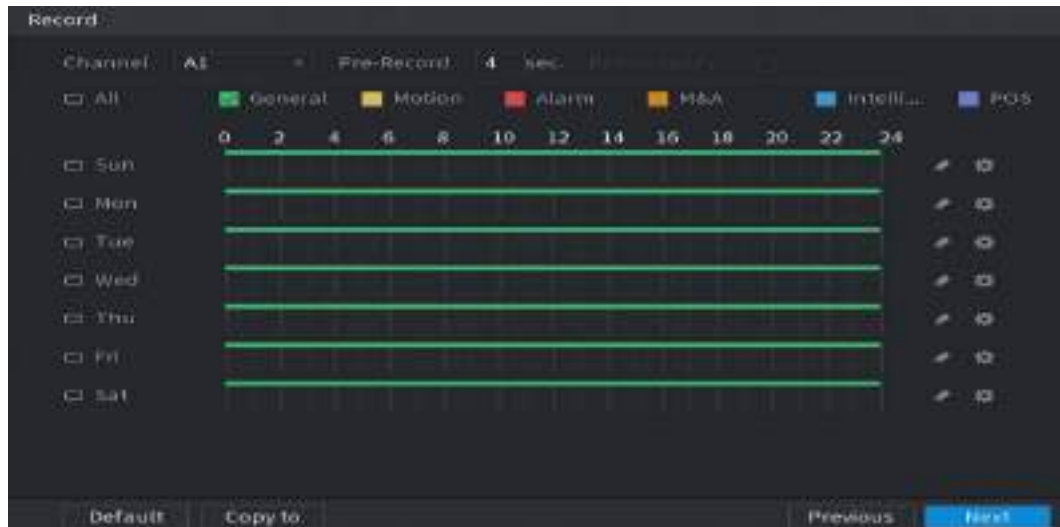 Record
Channel A1 Pre-Record 4 sec.
All General Motion Alarm M&A Intelli... POS
0 2 4 6 8 10 12 14 16 18 20 22 24
Sun
Mon
Tue
Wed
Thu
Fri
Sat
Default Copy to Previous Next